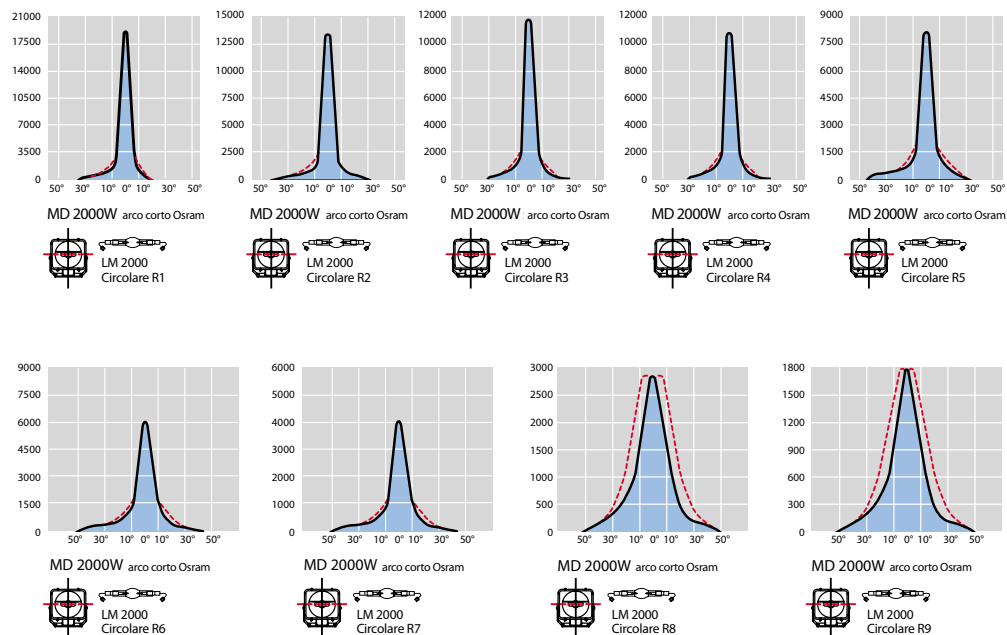 21000
17500
14000
10500
7000
3500
0
50° 30° 10° 0° 10° 30° 50°
MD 2000W arco corto Osram
LM 2000
Circolare R1
15000
12500
10000
7500
5000
2500
0
50° 30° 10° 0° 10° 30° 50°
MD 2000W arco corto Osram
LM 2000
Circolare R2
12000
10000
8000
6000
4000
2000
0
50° 30° 10° 0° 10° 30° 50°
MD 2000W arco corto Osram
LM 2000
Circolare R3
12000
10000
8000
6000
4000
2000
0
50° 30° 10° 0° 10° 30° 50°
MD 2000W arco corto Osram
LM 2000
Circolare R4
9000
7500
6000
4500
3000
1500
0
50° 30° 10° 0° 10° 30° 50°
MD 2000W arco corto Osram
LM 2000
Circolare R5
9000
7500
6000
4500
3000
1500
0
50° 30° 10° 0° 10° 30° 50°
MD 2000W arco corto Osram
LM 2000
Circolare R6
6000
5000
4000
3000
2000
1000
0
50° 30° 10° 0° 10° 30° 50°
MD 2000W arco corto Osram
LM 2000
Circolare R7
3000
2500
2000
1500
1000
500
0
50° 30° 10° 0° 10° 30° 50°
MD 2000W arco corto Osram
LM 2000
Circolare R8
1800
1500
1200
900
600
300
0
50° 30° 10° 0° 10° 30° 50°
MD 2000W arco corto Osram
LM 2000
Circolare R9